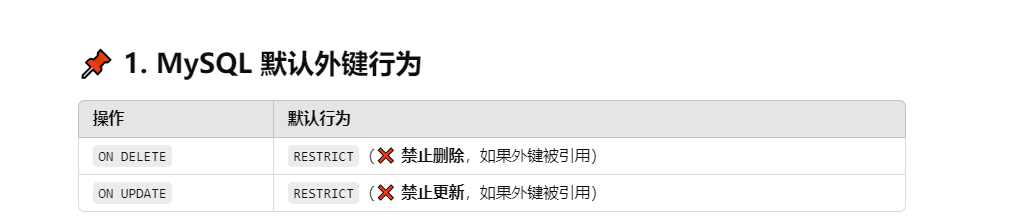 📌 1. MySQL 默认外键行为
操作 默认行为
ON DELETE RESTRICT（❌ 禁止删除，如果外键被引用）
ON UPDATE RESTRICT（❌ 禁止更新，如果外键被引用）